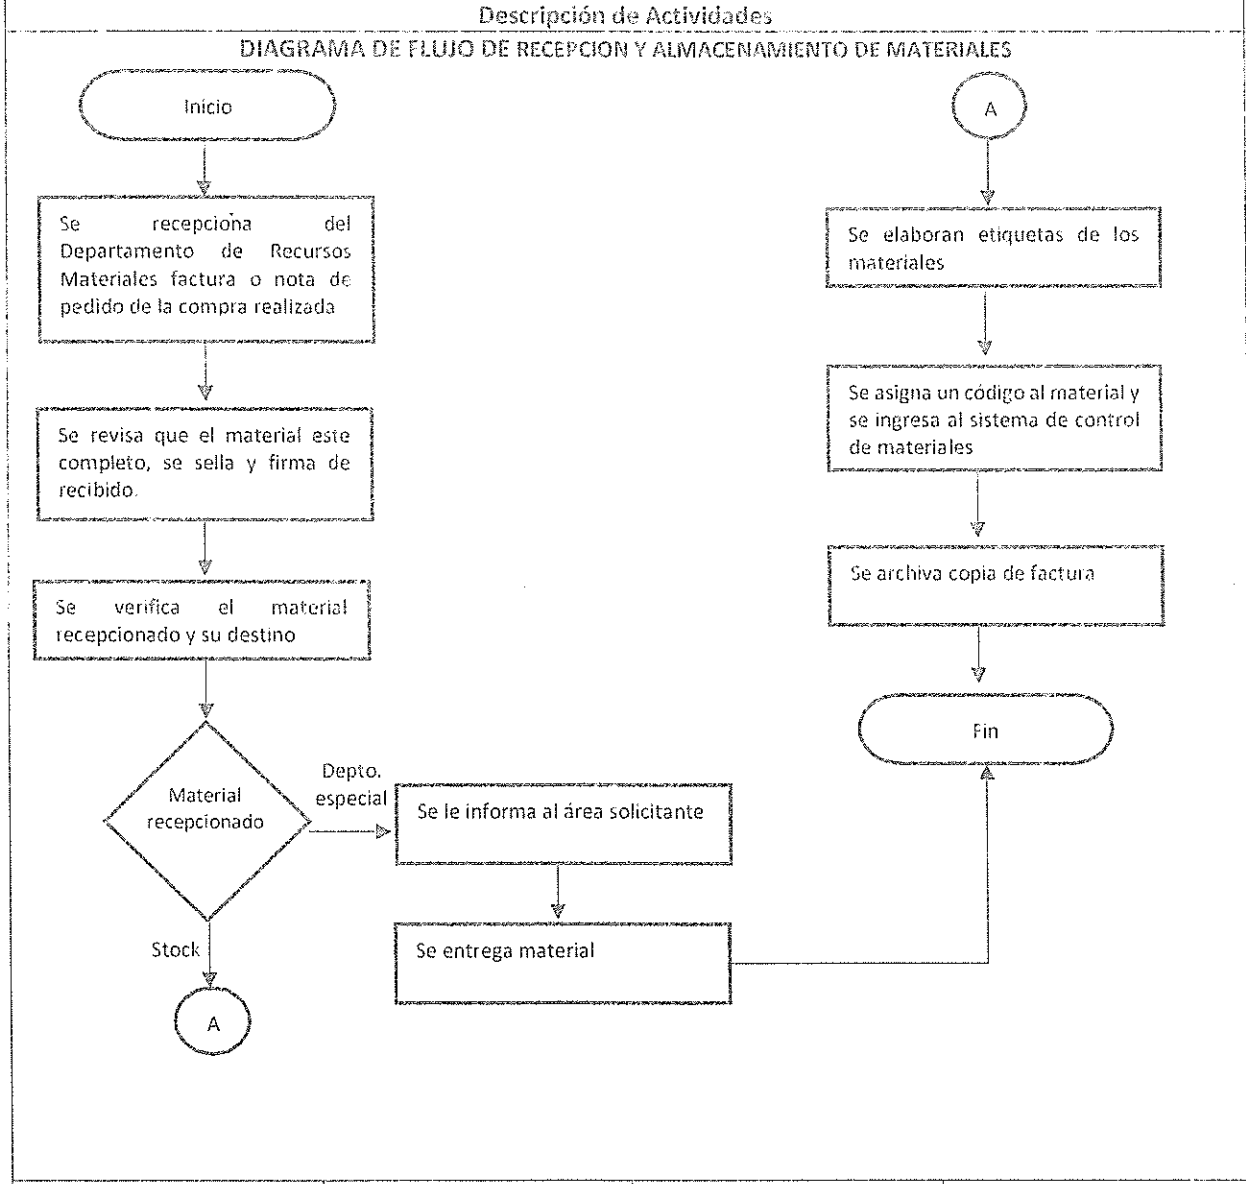 Descripción de Actividades
DIAGRAMA DE FLUJO DE RECEPCION Y ALMACENAMIENTO DE MATERIALES
Inicio
Se recepciona del
Departamento de Recursos
Materiales factura o nota de
pedido de la compra realizada
Se revisa que el material este
completo, se sella y firma de
recibido.
Se verifica el material
recepcionado y su destino
Material
recepcionado
Depto.
especial
Se le informa al área solicitante
Se entrega material
Stock
A
A
Se elaboran etiquetas de los
materiales
Se asigna un código al material y
se ingresa al sistema de control
de materiales
Se archiva copia de factura
Fin